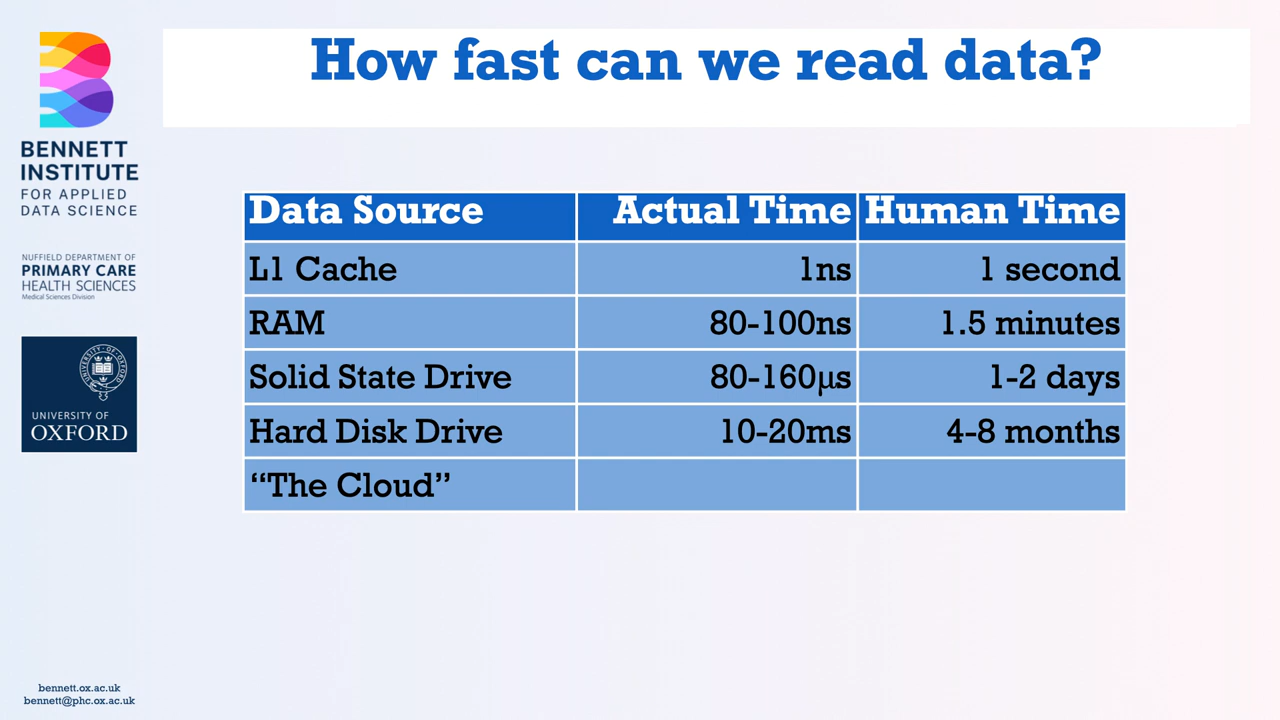 How fast can we read data?
BENNETT
INSTITUTE
FOR APPLIED
DATA SCIENCE
NUFFIELD DEPARTMENT OF
PRIMARY CARE
HEALTH SCIENCES
Medical Sciences Division
UNIVERSITY OF
OXFORD
Data Source Actual Time Human Time
L1 Cache 1ns 1 second
RAM 80-100ns 1.5 minutes
Solid State Drive 80-160µs 1-2 days
Hard Disk Drive 10-20ms 4-8 months
“The Cloud”
bennett.ox.ac.uk
bennett@phc.ox.ac.uk